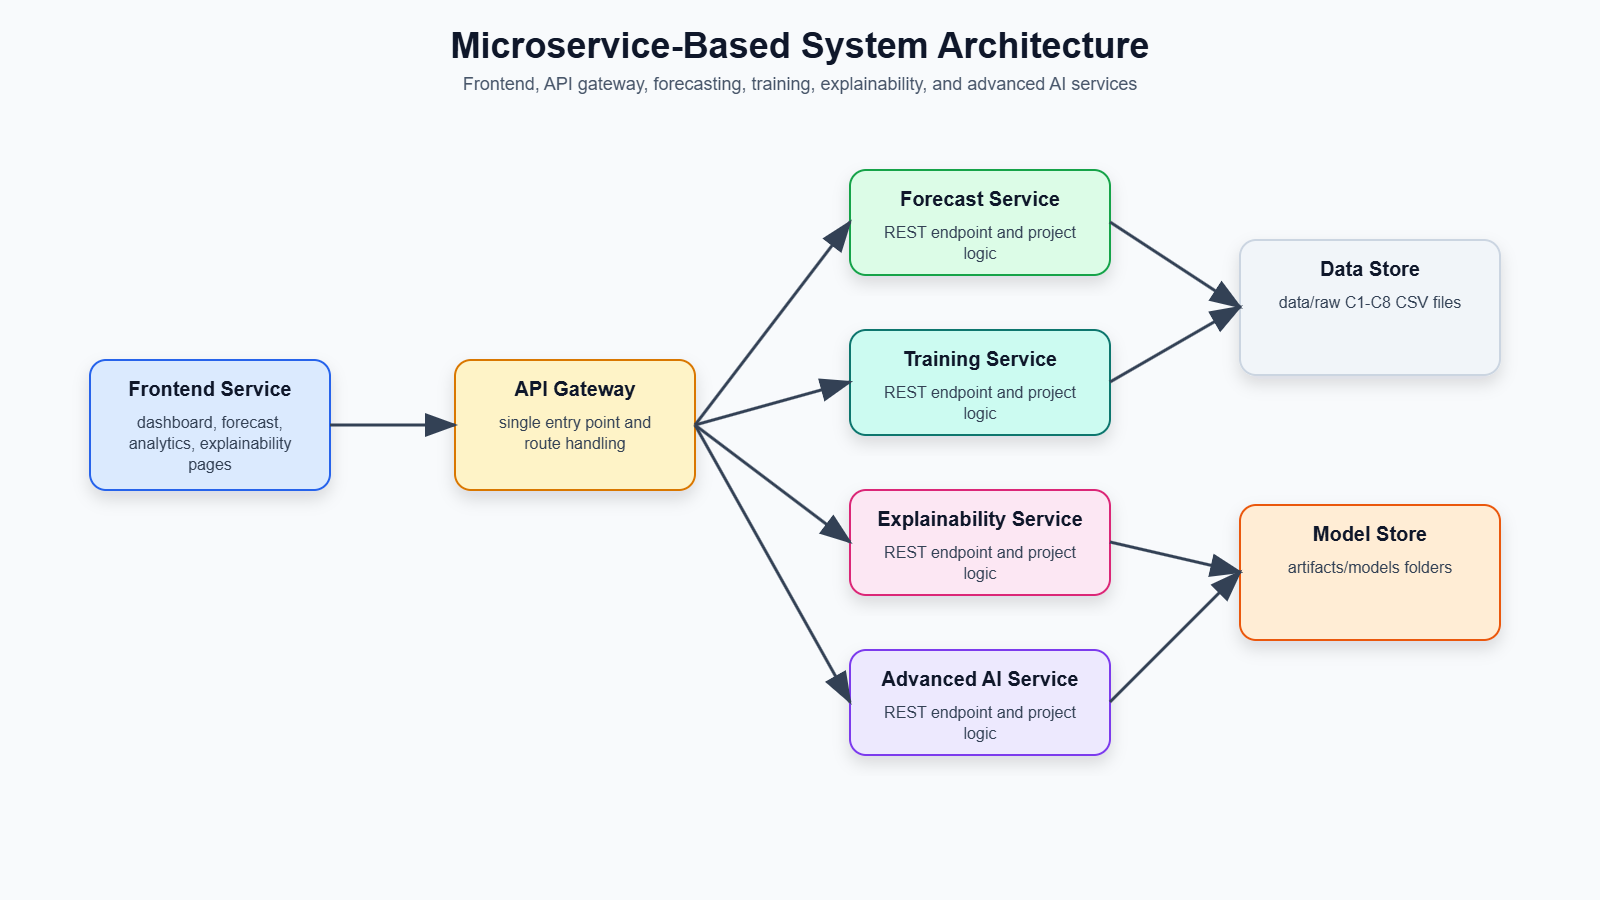 Microservice-Based System Architecture
Frontend, API gateway, forecasting, training, explainability, and advanced AI services
Frontend Service
dashboard, forecast,
analytics, explainability
pages
API Gateway
single entry point and
route handling
Forecast Service
REST endpoint and project
logic
Training Service
REST endpoint and project
logic
Explainability Service
REST endpoint and project
logic
Advanced AI Service
REST endpoint and project
logic
Data Store
data/raw C1-C8 CSV files
Model Store
artifacts/models folders